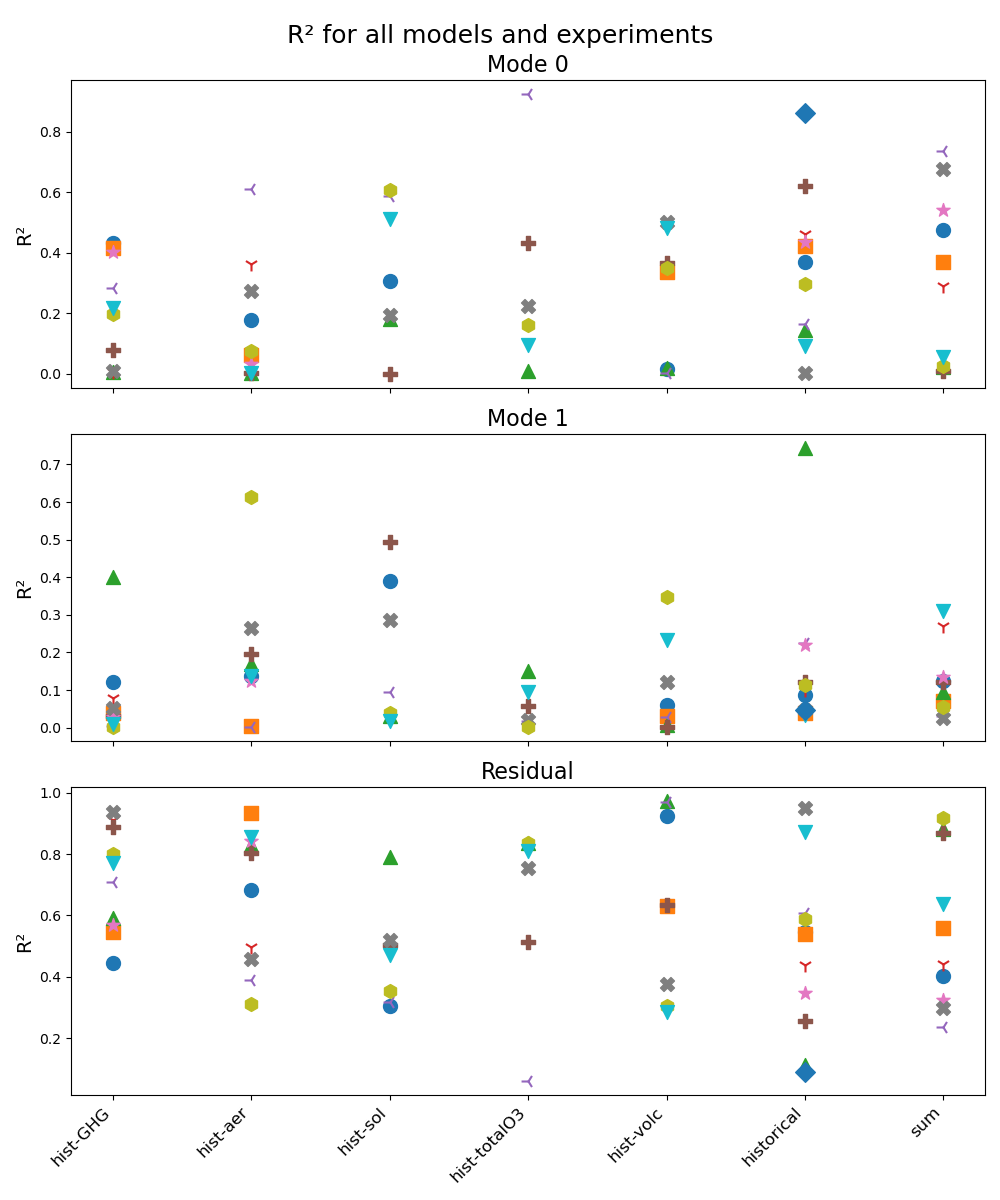 R² for all models and experiments
Mode 0
R²
0.8
0.6
0.4
0.2
0.0
Mode 1
R²
0.7
0.6
0.5
0.4
0.3
0.2
0.1
0.0
Residual
R²
1.0
0.8
0.6
0.4
0.2
hist-GHG
hist-aer
hist-sol
hist-totalO3
hist-volc
historical
sum